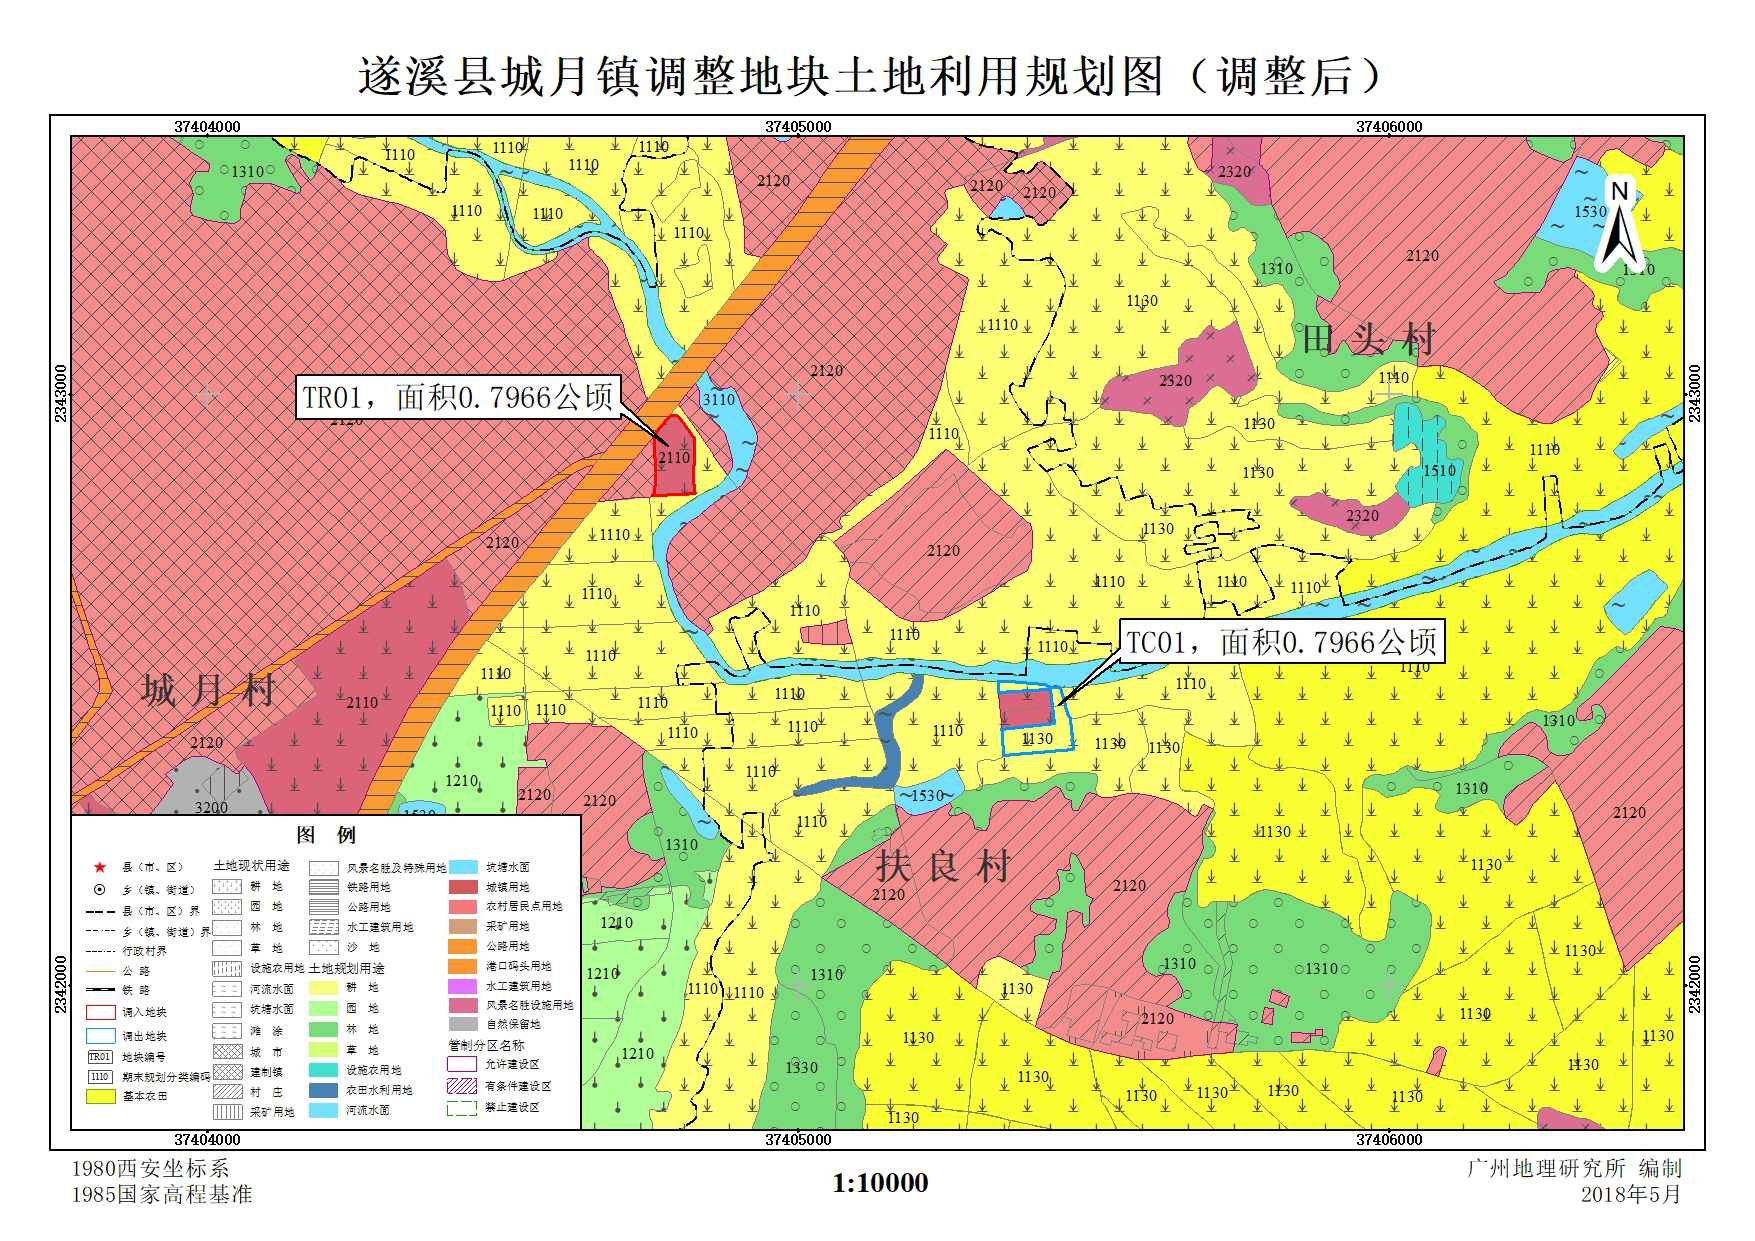 遂溪县城月镇调整地块土地利用规划图（调整后）
37404000 37405000 37406000
1110 1110 1110 1110
1310 2120 2120 2120 2320
1110 1110 1110 1530
2120 1310 1310
1130
1110
田头村
2343000 2343000
TR01，面积0.7966公顷
2120 3110 2120 2320 1140
2110 1110 1130 1110
1130 1510
2320
2120 1110 2120 1130
1110 1110 1110 1110
1110 1110
1110 1110
TC01，面积0.7966公顷
1110
城月村
1110 1110 1110
2110 1110 1110 1110 1310
2120 1110 1110 1110 1130 1130 1130
1210 1110
2120 2120 1530 1310
3200 1530 1110 2120
1310 1130
扶良村
1130
2120 2120
1210
1130
1210 1310 1310 1310
1110 1110 1130
2342000 2342000
2120 1130
1210 1130 1130
1330 1130 1130
1130 1130 1130 1130
1130
图 例
县（市、区）
乡（镇、街道）
县（市、区）界
乡（镇、街道）界
行政村界
公 路
铁 路
调入地块
调出地块
TR01 地块编号
1110 期末规划分类编码
基本农田
土地现状用途
耕 地
园 地
林 地
草 地
设施农用地
河流水面
坑塘水面
滩 涂
城 市
建制镇
村 庄
采矿用地
风景名胜及特殊用地
铁路用地
公路用地
水工建筑用地
沙 地
土地规划用途
耕 地
园 地
林 地
草 地
设施农用地
农田水利用地
河流水面
坑塘水面
城镇用地
农村居民点用地
采矿用地
公路用地
港口码头用地
水工建筑用地
风景名胜设施用地
自然保留地
管制分区名称
允许建设区
有条件建设区
禁止建设区
N
37404000 37405000 37406000
1980西安坐标系
1985国家高程基准
1:10000
广州地理研究所 编制
2018年5月